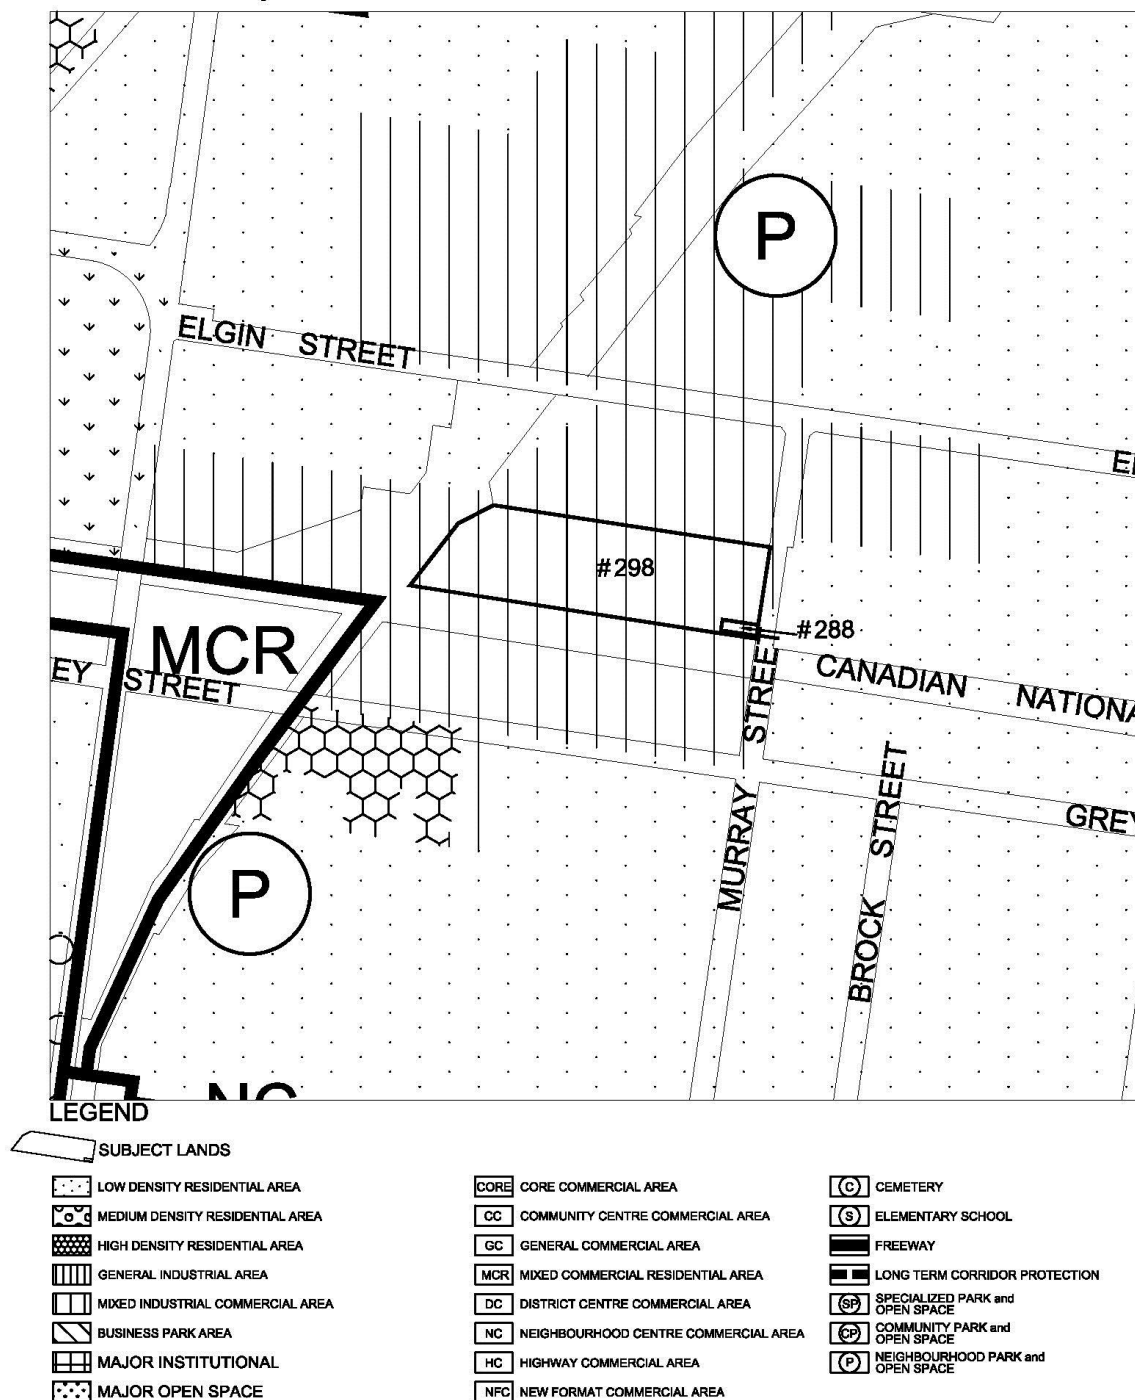 P
ELGIN STREET
#298
#288
MCR
STREET
CANADIAN NATIONA
STREE
MURRAY
BROCK STREET
GREY
EY
P
NC
LEGEND
SUBJECT LANDS
LOW DENSITY RESIDENTIAL AREA
MEDIUM DENSITY RESIDENTIAL AREA
HIGH DENSITY RESIDENTIAL AREA
GENERAL INDUSTRIAL AREA
MIXED INDUSTRIAL COMMERCIAL AREA
BUSINESS PARK AREA
MAJOR INSTITUTIONAL
MAJOR OPEN SPACE
CORE CORE COMMERCIAL AREA
CC COMMUNITY CENTRE COMMERCIAL AREA
GC GENERAL COMMERCIAL AREA
MCR MIXED COMMERCIAL RESIDENTIAL AREA
DC DISTRICT CENTRE COMMERCIAL AREA
NC NEIGHBOURHOOD CENTRE COMMERCIAL AREA
HC HIGHWAY COMMERCIAL AREA
NFC NEW FORMAT COMMERCIAL AREA
C CEMETERY
S ELEMENTARY SCHOOL
FREEWAY
LONG TERM CORRIDOR PROTECTION
SP SPECIALIZED PARK and
OPEN SPACE
CP COMMUNITY PARK and
OPEN SPACE
P NEIGHBOURHOOD PARK and
OPEN SPACE